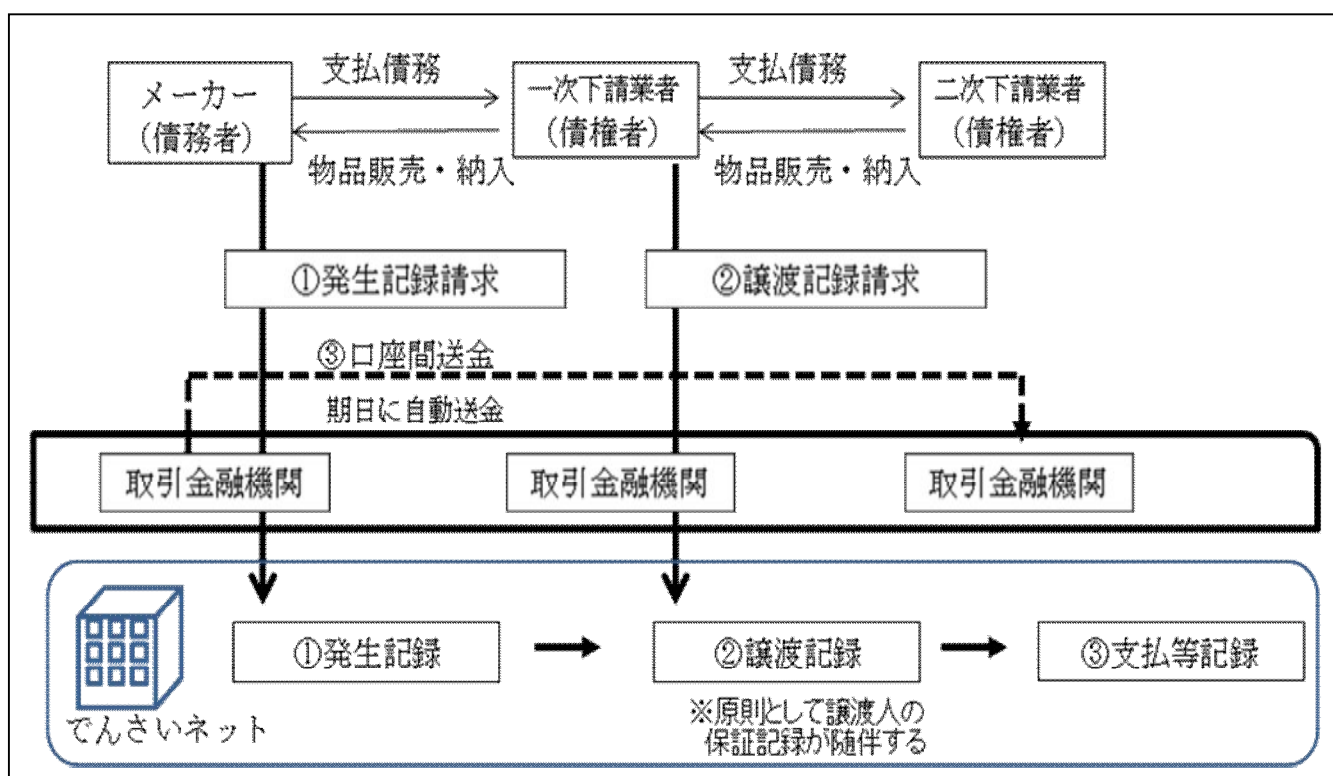 支払債務
支払債務
メーカー
(債務者)
一次下請業者
(債権者)
二次下請業者
(債権者)
物品販売・納入
物品販売・納入
①発生記録請求
②譲渡記録請求
③口座間送金
期日に自動送金
取引金融機関
取引金融機関
取引金融機関
①発生記録
②譲渡記録
③支払等記録
でんさいネット
※原則として譲渡人の
保証記録が随伴する